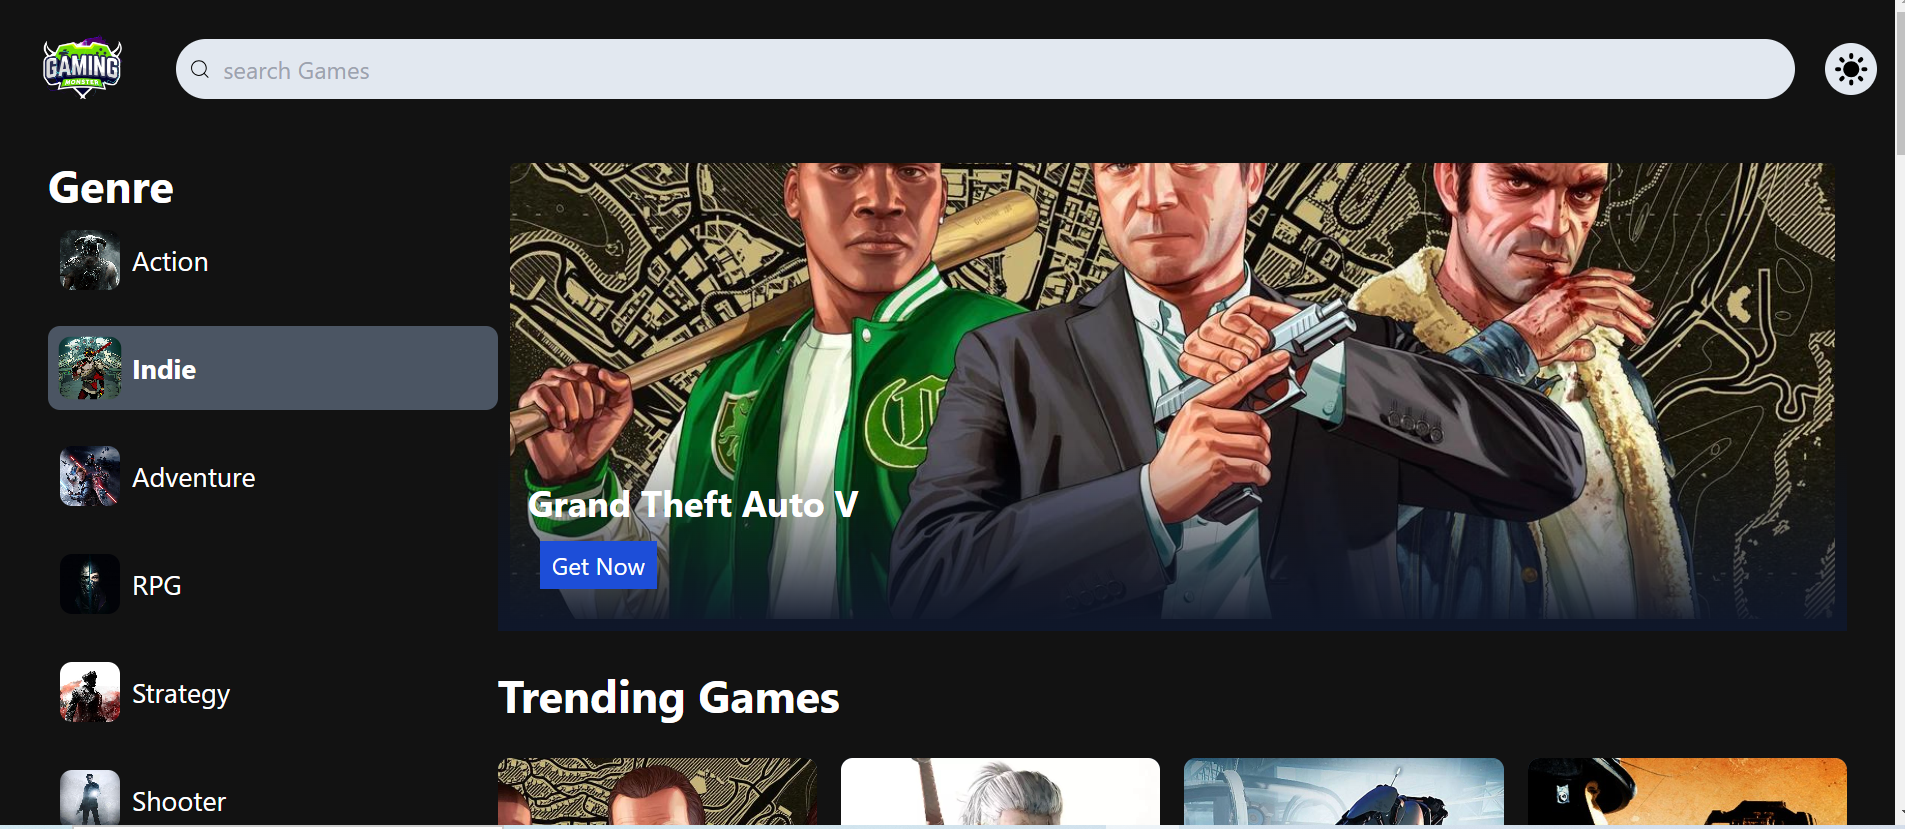 GAMING
MONSTER
search Games
Genre
Action
Indie
Adventure
RPG
Strategy
Shooter
Grand Theft Auto V
Get Now
Trending Games